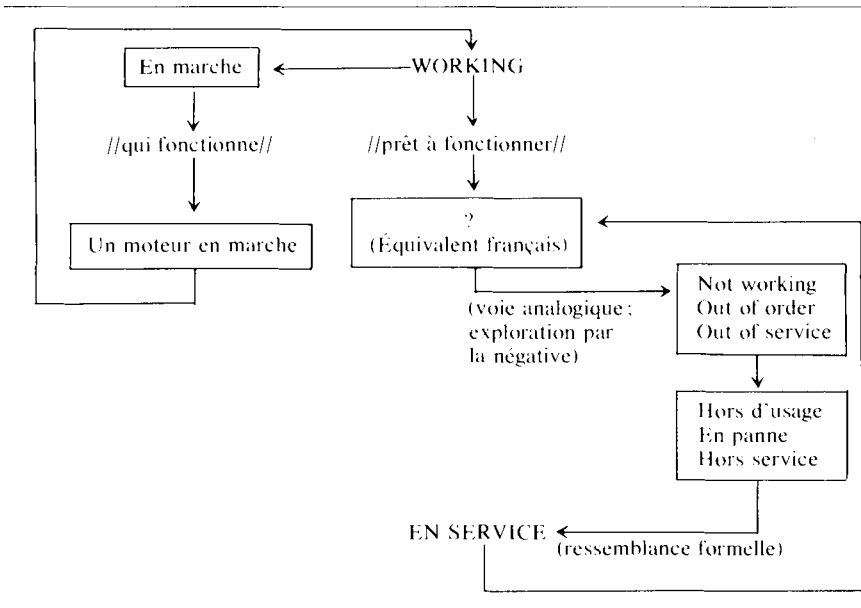 En marche
WORKING
//qui fonctionne//
//prêt à fonctionner//
Un moteur en marche
?
(Équivalent français)
(voie analogique;
exploration par
la négative)
Not working
Out of order
Out of service
Hors d'usage
En panne
Hors service
EN SERVICE
(ressemblance formelle)